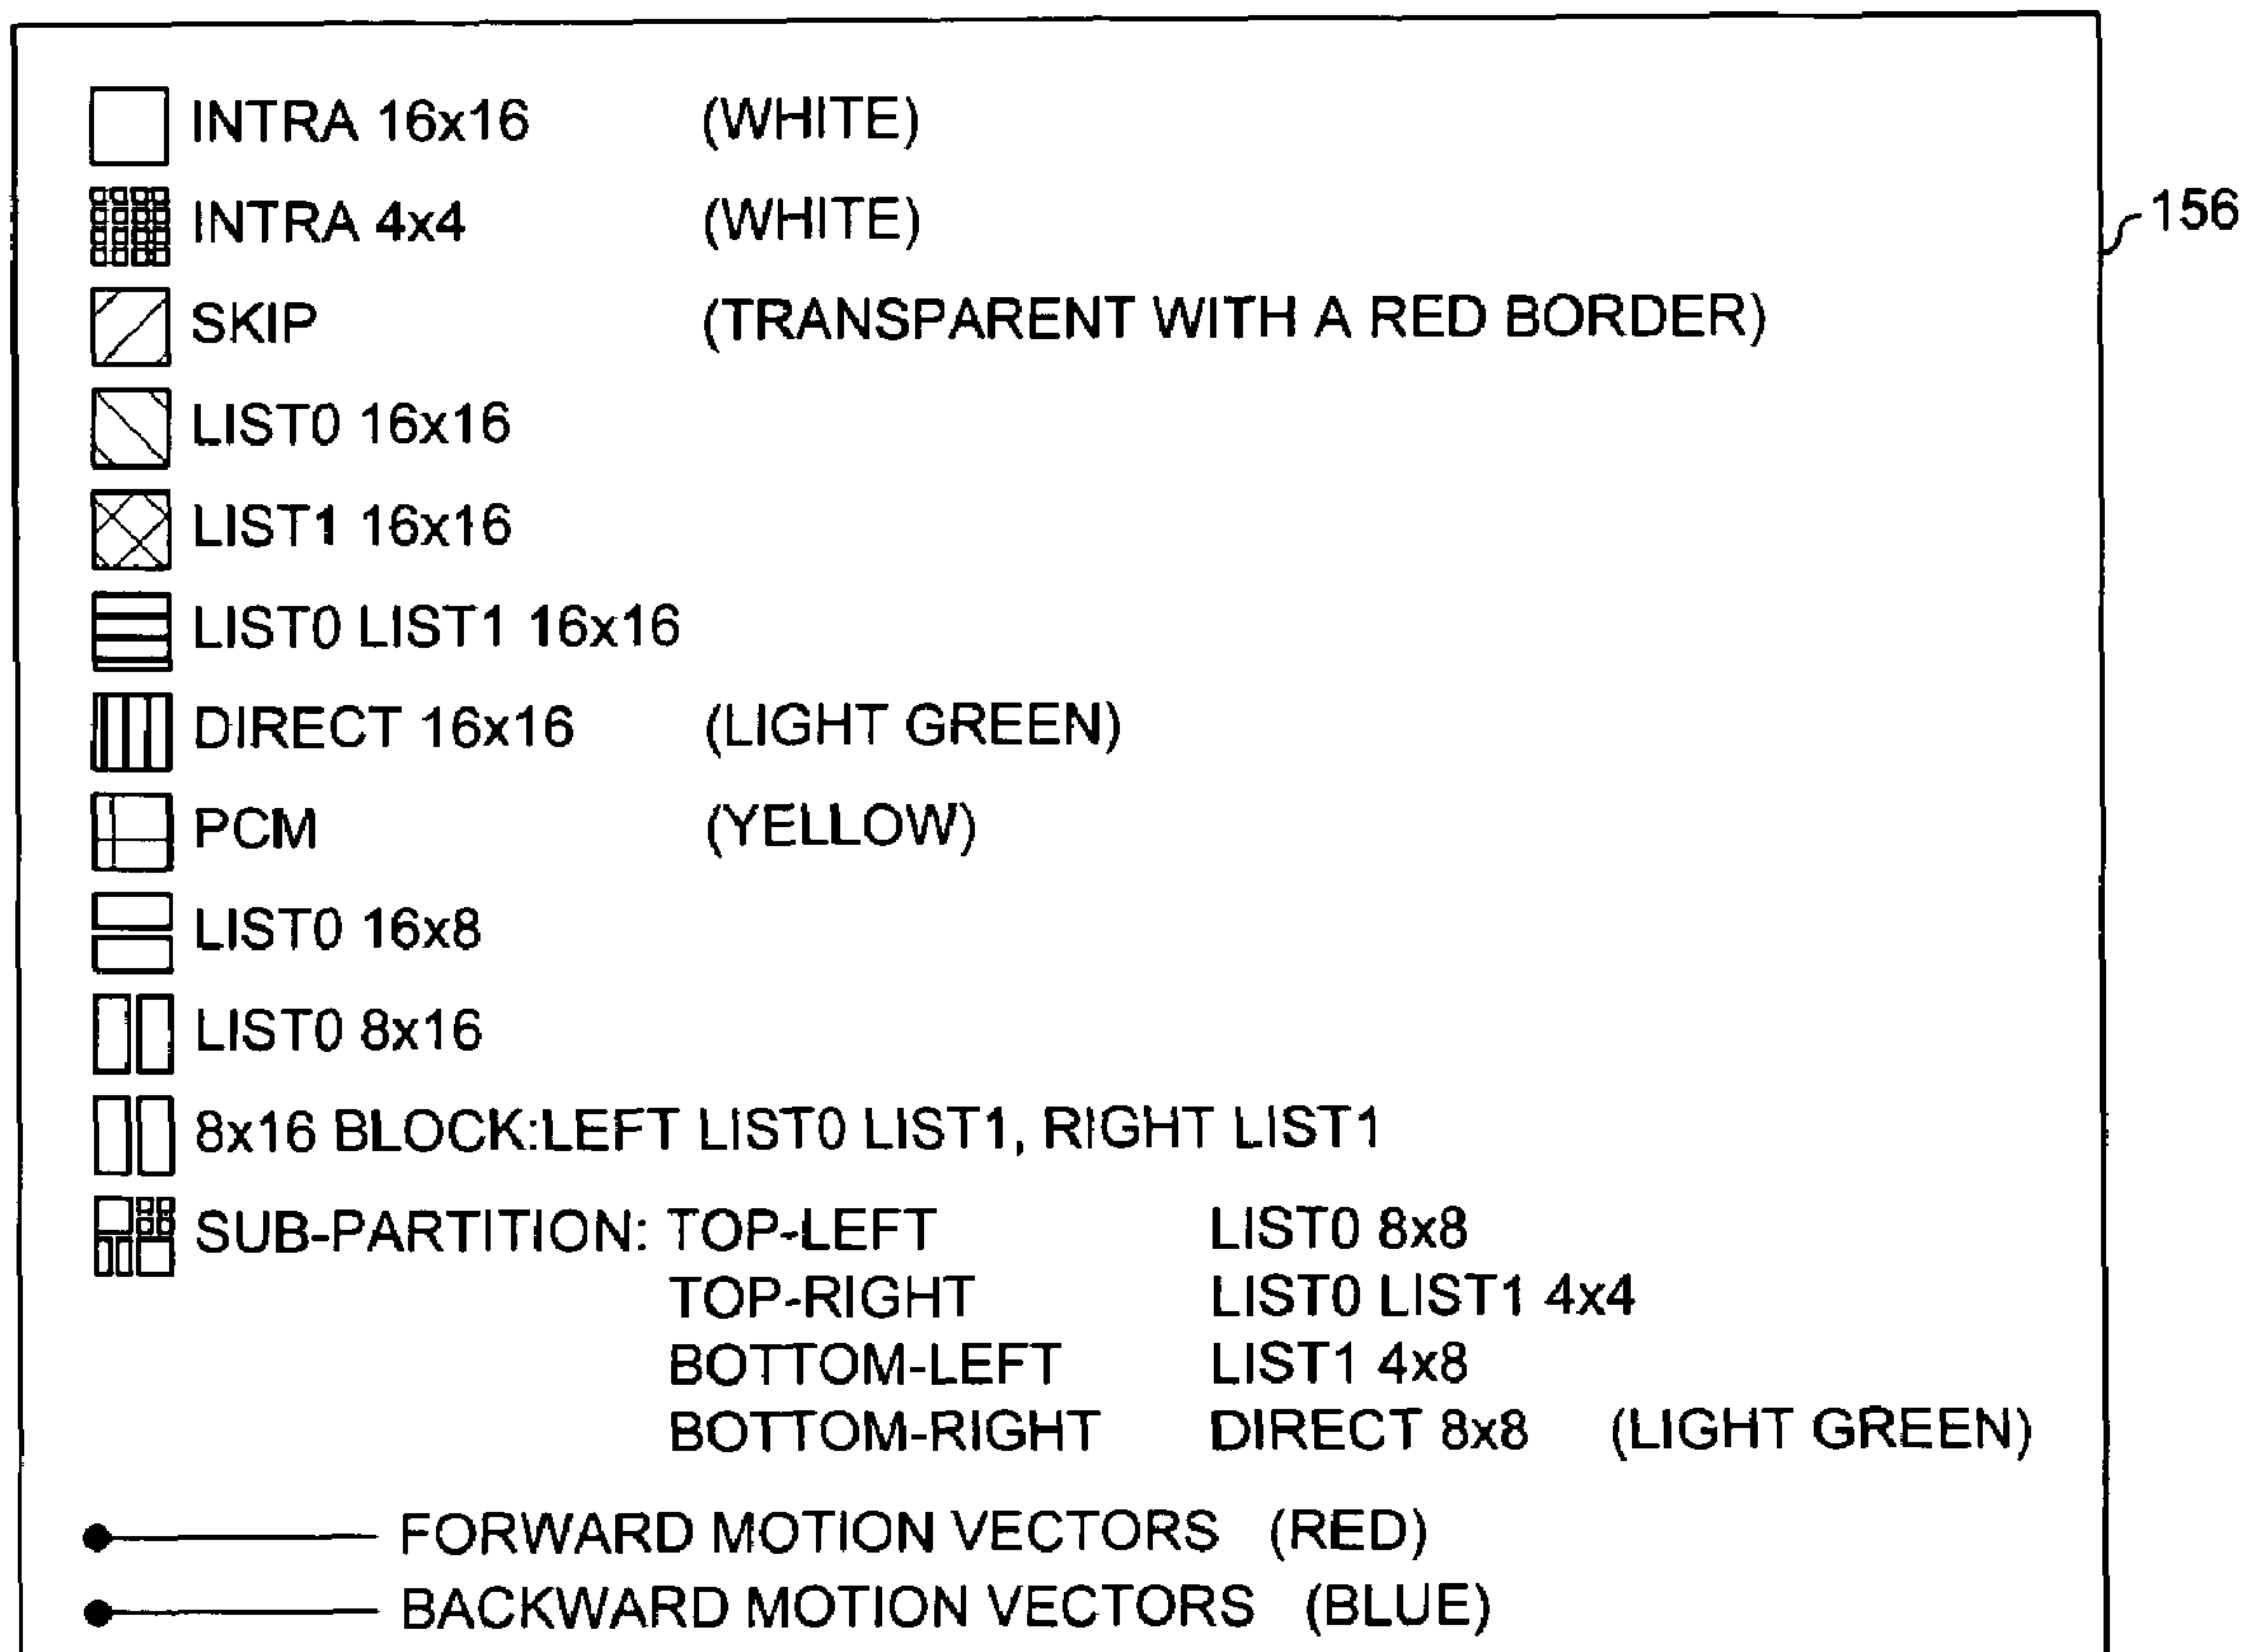 INTRA 16x16 (WHITE)
INTRA 4x4 (WHITE)
156
SKIP (TRANSPARENT WITH A RED BORDER)
LIST0 16x16
LIST1 16x16
LIST0 LIST1 16x16
DIRECT 16x16 (LIGHT GREEN)
PCM (YELLOW)
LIST0 16x8
LIST0 8x16
8x16 BLOCK:LEFT LIST0 LIST1, RIGHT LIST1
SUB-PARTITION: TOP-LEFT LIST0 8x8
TOP-RIGHT LIST0 LIST1 4x4
BOTTOM-LEFT LIST1 4x8
BOTTOM-RIGHT DIRECT 8x8 (LIGHT GREEN)
FORWARD MOTION VECTORS (RED)
BACKWARD MOTION VECTORS (BLUE)